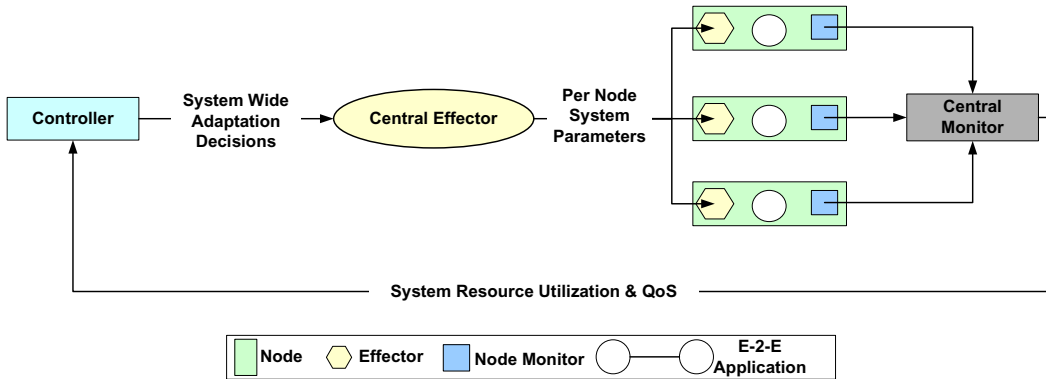 Controller
System Wide
Adaptation
Decisions
Central Effector
Per Node
System
Parameters
Central
Monitor
System Resource Utilization & QoS
Node
Effector
Node Monitor
E-2-E
Application